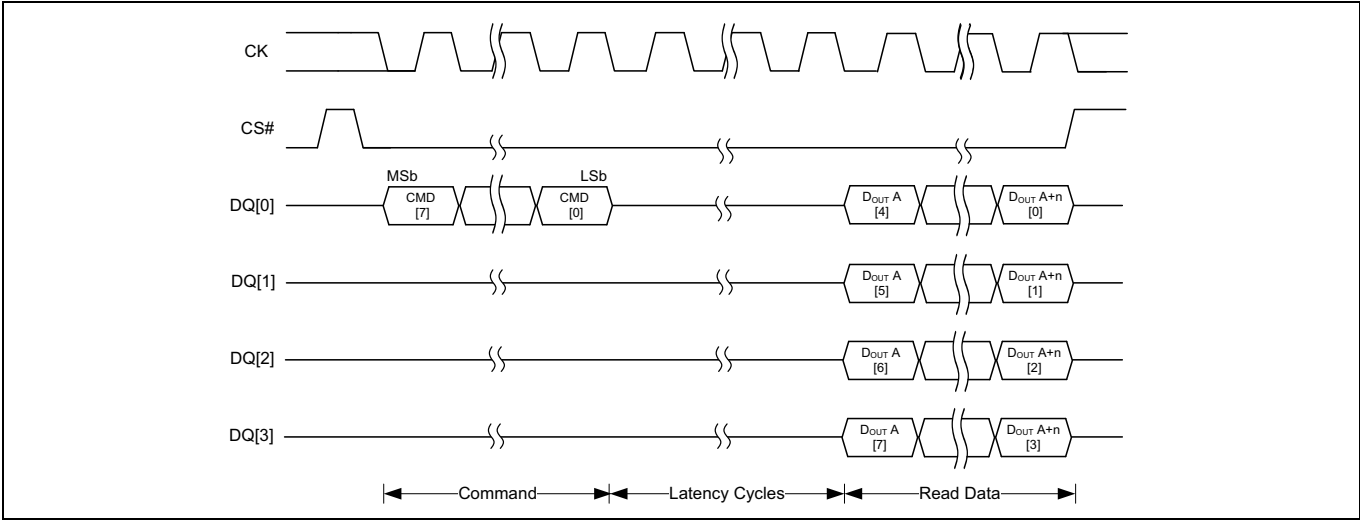 CK
CS#
MSb LSb
DQ[0] CMD [7] CMD [0] DOUT A [4] DOUT A+n [0]
DQ[1] DOUT A [5] DOUT A+n [1]
DQ[2] DOUT A [6] DOUT A+n [2]
DQ[3] DOUT A [7] DOUT A+n [3]
Command Latency Cycles Read Data